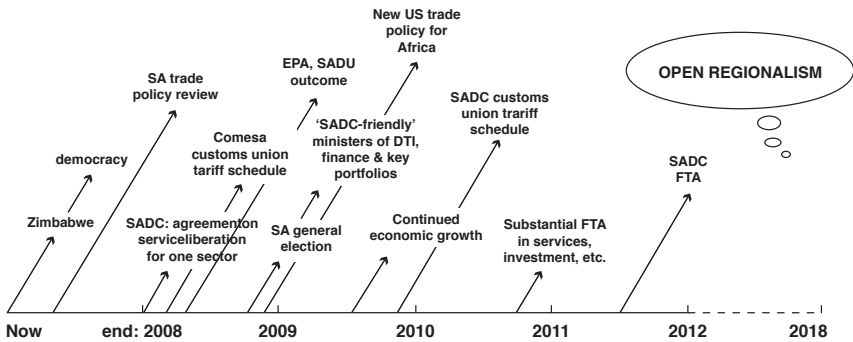 New US trade
policy for
Africa
EPA, SADU
outcome
SA trade
policy review
OPEN REGIONALISM
SADC customs
union trariff
schedule
'SADC-friendly'
ministers of DTI,
finance & key
portfolios
Comesa
customs union
tariff schedule
democracy
SADC
FTA
Zimbabwe
SADC: agreementon
serviceliberation
for one sector
SA general
election
Continued
economic growth
Substantial FTA
in services,
investment, etc.
Now end: 2008 2009 2010 2011 2012 2018